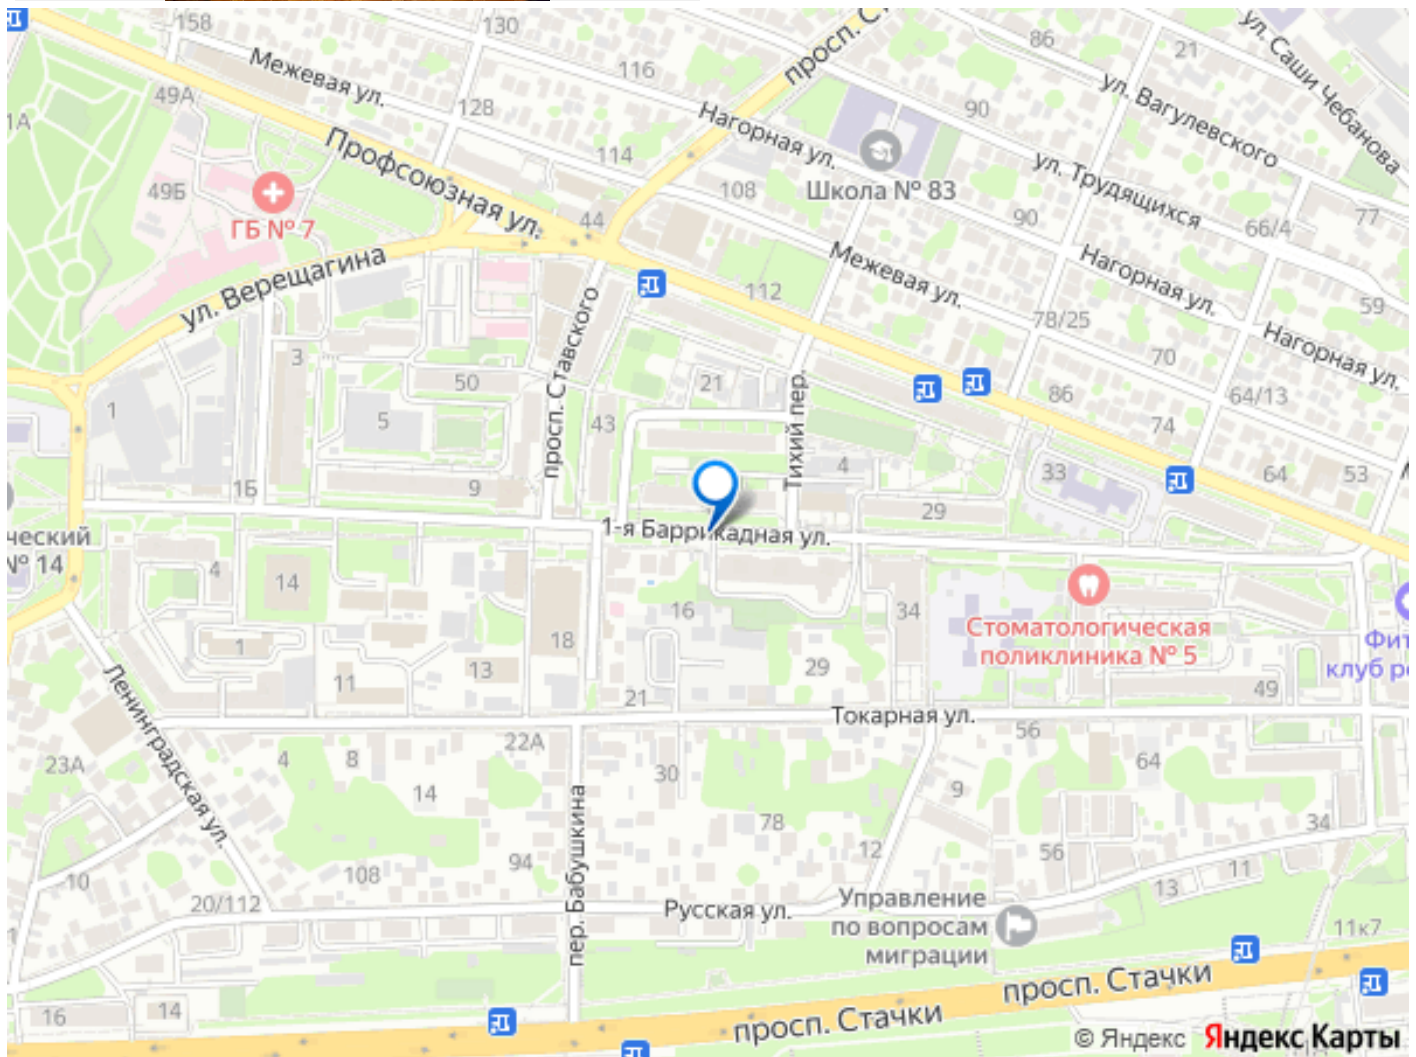 158
130
просп. С
86
21
ул. Саши Чебанова
Межевая ул.
116
ул. Вагулевского
49А
128
Нагорная ул.
90
1А
Профсоюзная ул.
114
ул. Трудящихся
49Б
108
Школа № 83
ГБ № 7
44
90
66/4
77
ул. Верещагина
Межевая ул.
Нагорная ул.
112
59
просп. Ставского
78/25
Нагорная ул.
3
70
50
21
Тихий пер.
86
64/13
1
5
43
74
4
33
64
53
1Б
9
29
1-я Баррикадная ул.
ческий
№ 14
4
14
16
34
Стоматологическая
поликлиника № 5
Фит
клуб р
1
18
13
29
11
21
49
Ленинградская ул.
Токарная ул.
22А
56
23А
4
8
30
64
14
9
78
34
пер. Бабушкина
12
56
94
108
11
10
13
20/112
Русская ул.
Управление
по вопросам
миграции
11к7
просп. Стачки
16
14
просп. Стачки
© Яндекс Яндекс Карты